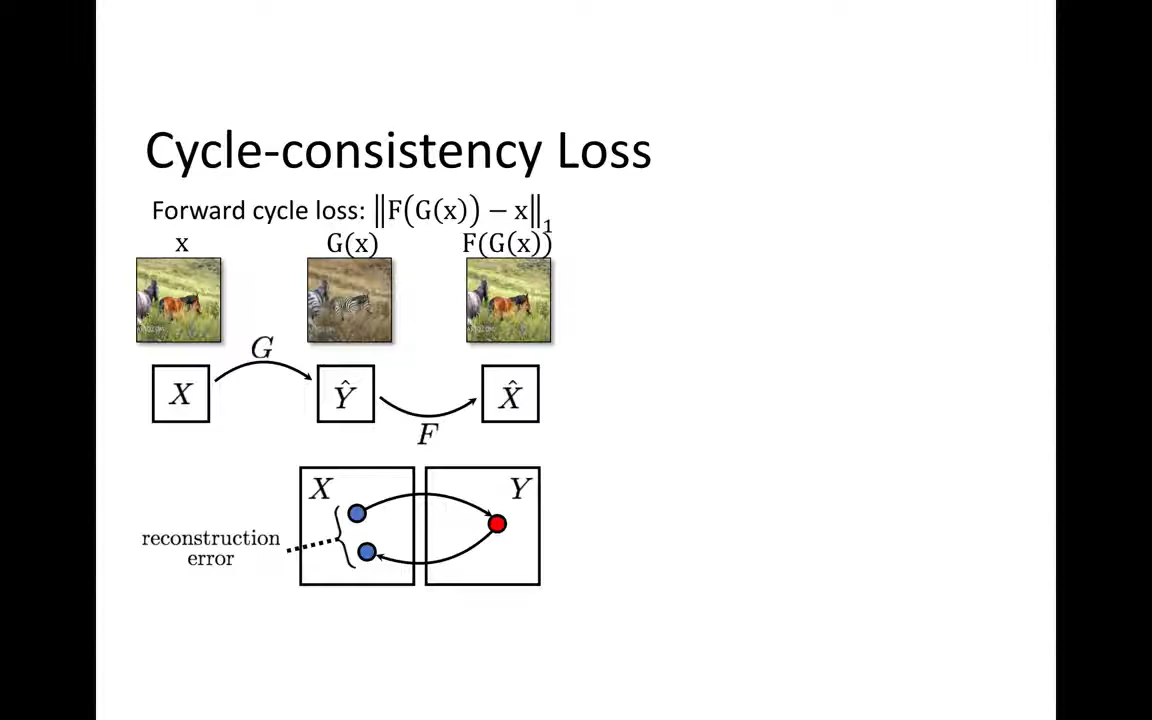 Cycle-consistency Loss
Forward cycle loss: ‖F(G(x)) − x‖₁
x G(x) F(G(x))
G
X Ŷ X̂
F
X Y
reconstruction
error